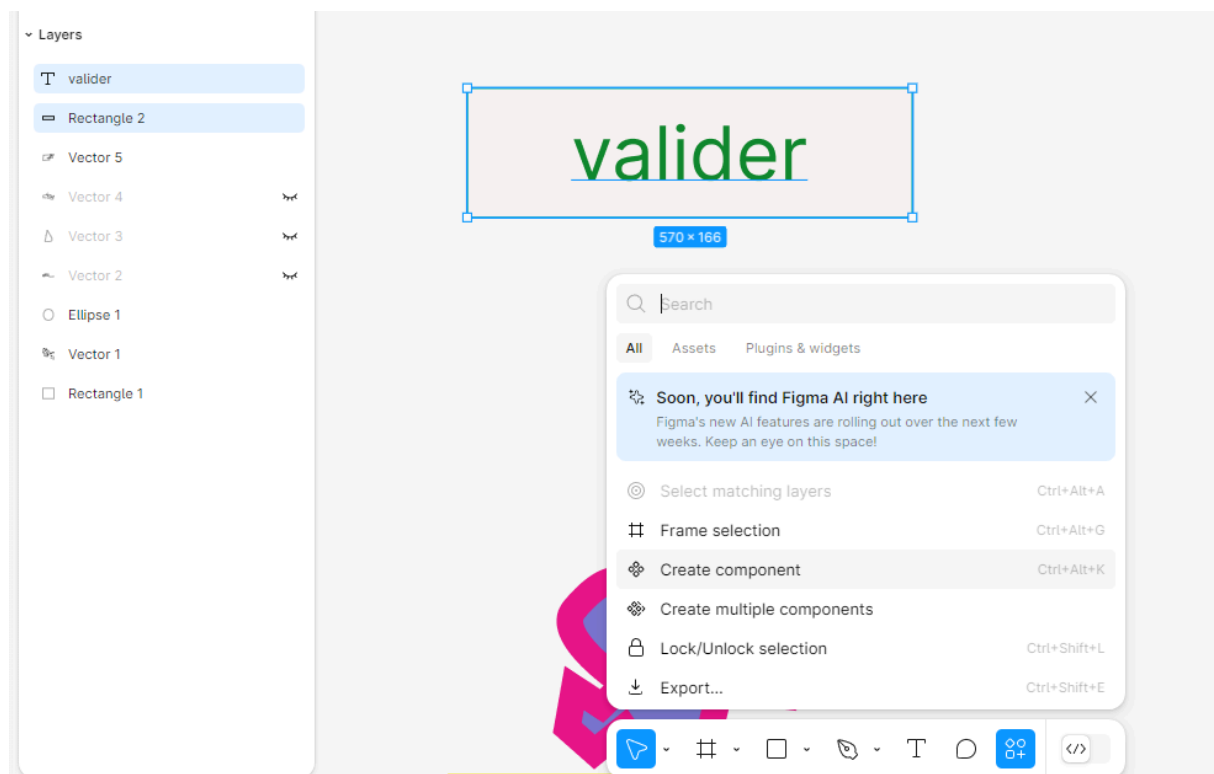 Layers
valider
Rectangle 2
Vector 5
Vector 4
Vector 3
Vector 2
Ellipse 1
Vector 1
Rectangle 1
valider
570 × 166
Search
All Assets Plugins & widgets
Soon, you'll find Figma AI right here
Figma's new AI features are rolling out over the next few
weeks. Keep an eye on this space!
Select matching layers Ctrl+Alt+A
Frame selection Ctrl+Alt+G
Create component Ctrl+Alt+K
Create multiple components
Lock/Unlock selection Ctrl+Shift+L
Export... Ctrl+Shift+E